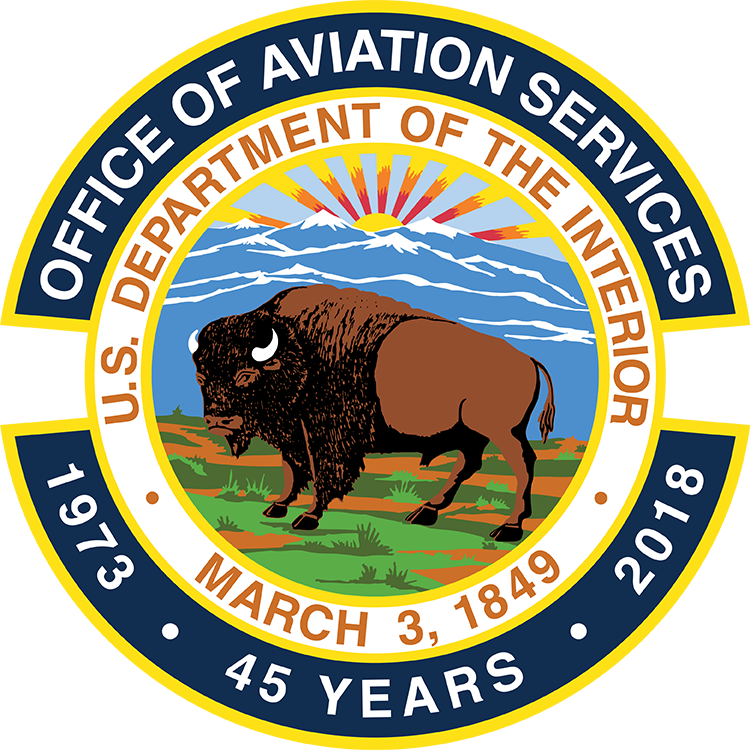 OFFICE OF AVIATION SERVICES
U.S. DEPARTMENT OF THE INTERIOR
MARCH 3, 1849
1973 • 45 YEARS • 2018